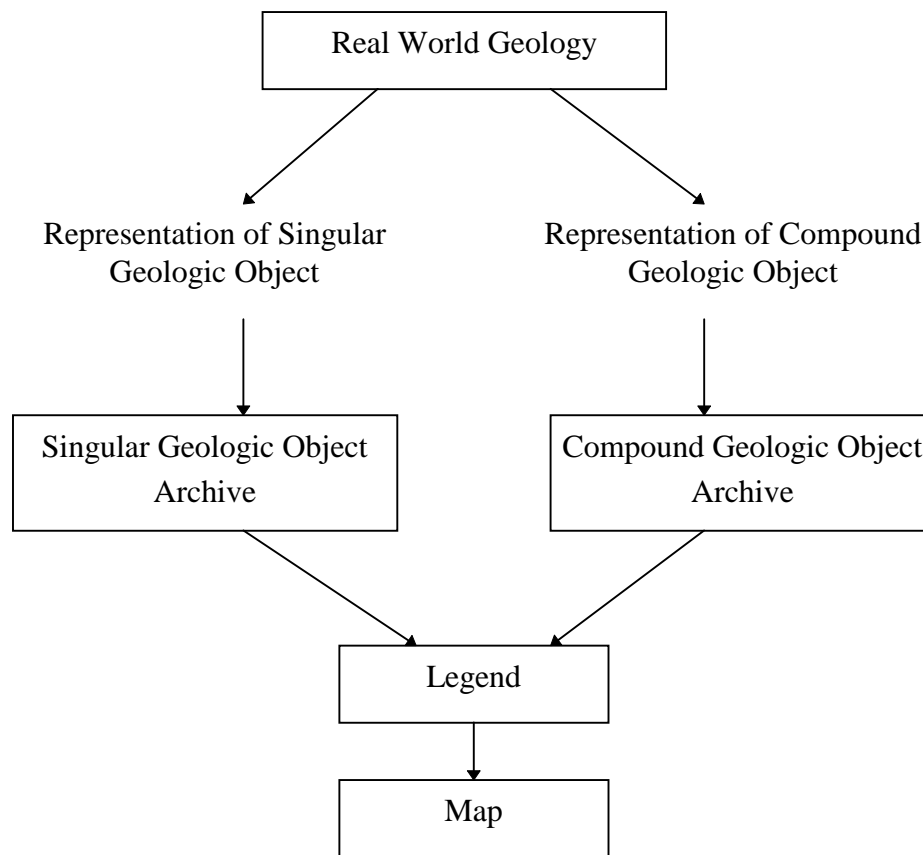 Real World Geology
Representation of Singular
Geologic Object
Representation of Compound
Geologic Object
Singular Geologic Object
Archive
Compound Geologic Object
Archive
Legend
Map